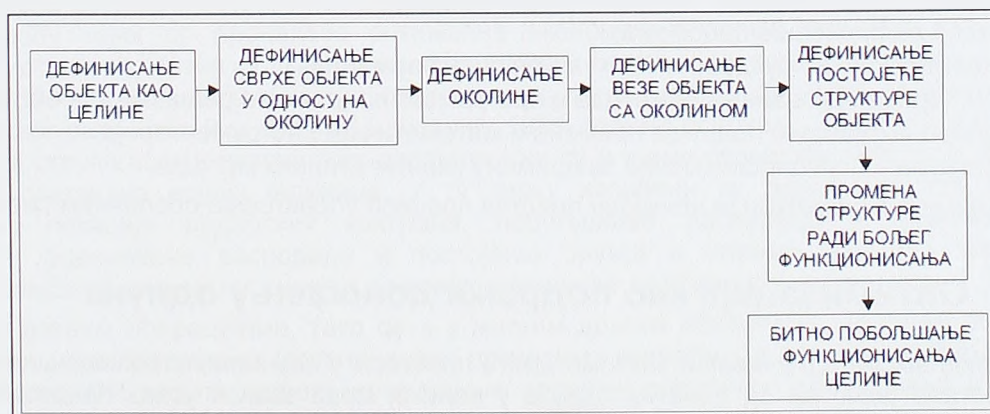 ДЕФИНИСАЊЕ
ОБЈЕКТА КАО
ЦЕЛИНЕ
ДЕФИНИСАЊЕ
СВРХЕ ОБЈЕКТА
У ОДНОСУ НА
ОКОЛИНУ
ДЕФИНИСАЊЕ
ОКОЛИНЕ
ДЕФИНИСАЊЕ
ВЕЗЕ ОБЈЕКТА
СА ОКОЛИНОМ
ДЕФИНИСАЊЕ
ПОСТОЈЕЋЕ
СТРУКТУРЕ
ОБЈЕКТА
ПРОМЕНА
СТРУКТУРЕ
РАДИ БОЉЕГ
ФУНКЦИОНИСАЊА
БИТНО ПОБОЉШАЊЕ
ФУНКЦИОНИСАЊА
ЦЕЛИНЕ